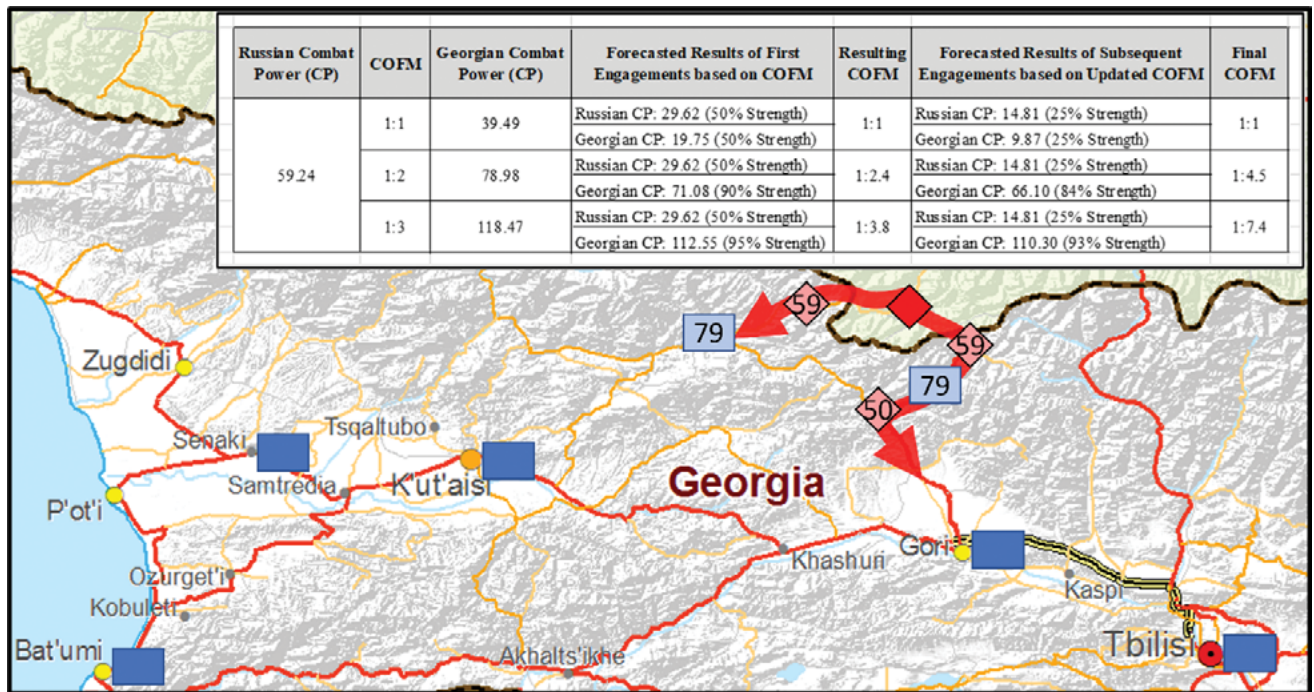 Russian Combat Power (CP)
COFM
Georgian Combat Power (CP)
Forecasted Results of First Engagements based on COFM
Resulting COFM
Forecasted Results of Subsequent Engagements based on Updated COFM
Final COFM
59.24
1:1
39.49
Russian CP: 29.62 (50% Strength)
Georgian CP: 19.75 (50% Strength)
1:1
Russian CP: 14.81 (25% Strength)
Georgian CP: 9.87 (25% Strength)
1:1
1:2
78.98
Russian CP: 29.62 (50% Strength)
Georgian CP: 71.08 (90% Strength)
1:2.4
Russian CP: 14.81 (25% Strength)
Georgian CP: 66.10 (84% Strength)
1:4.5
1:3
118.47
Russian CP: 29.62 (50% Strength)
Georgian CP: 112.55 (95% Strength)
1:3.8
Russian CP: 14.81 (25% Strength)
Georgian CP: 110.30 (93% Strength)
1:7.4
59
79
59
79
50
Zugdidi
Tsqaltubo
Senaki
Samtredia
K'ut'aisi
Georgia
P'ot'i
Khashuri
Gori
Kaspi
Ozurget'i
Kobuleti
Bat'umi
Akhalts'ikhe
Tbilisi